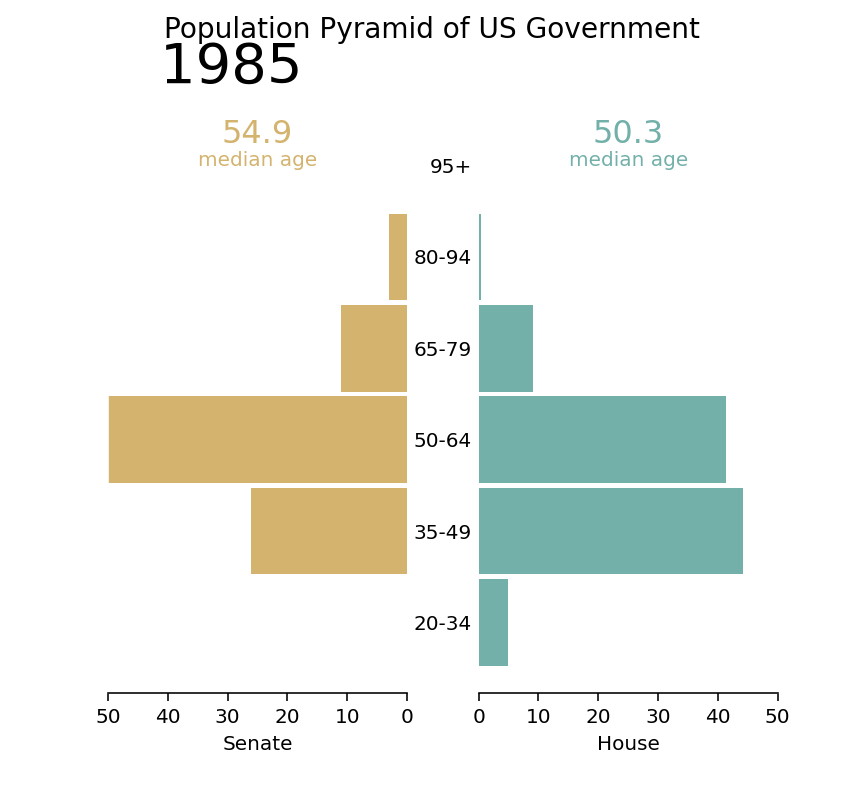 Population Pyramid of US Government
1985
54.9
median age
50.3
median age
95+
80-94
65-79
50-64
35-49
20-34
50 40 30 20 10 0
0 10 20 30 40 50
Senate
House